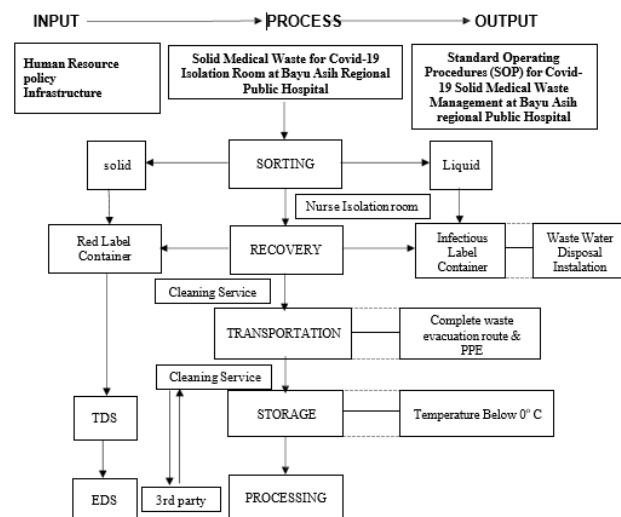 INPUT PROCESS OUTPUT
Human Resource
policy
Infrastructure
Solid Medical Waste for Covid-19
Isolation Room at Bayu Asih Regional
Public Hospital
Standard Operating
Procedures (SOP) for Covid-
19 Solid Medical Waste
Management at Bayu Asih
regional Public Hospital
solid
SORTING
Liquid
Nurse Isolation room
Red Label
Container
RECOVERY
Infectious
Label
Container
Waste Water
Disposal
Instalation
Cleaning Service
TRANSPORTATION
Complete waste
evacuation route &
PPE
Cleaning Service
TDS
STORAGE
Temperature Below 0° C
EDS
3rd party
PROCESSING